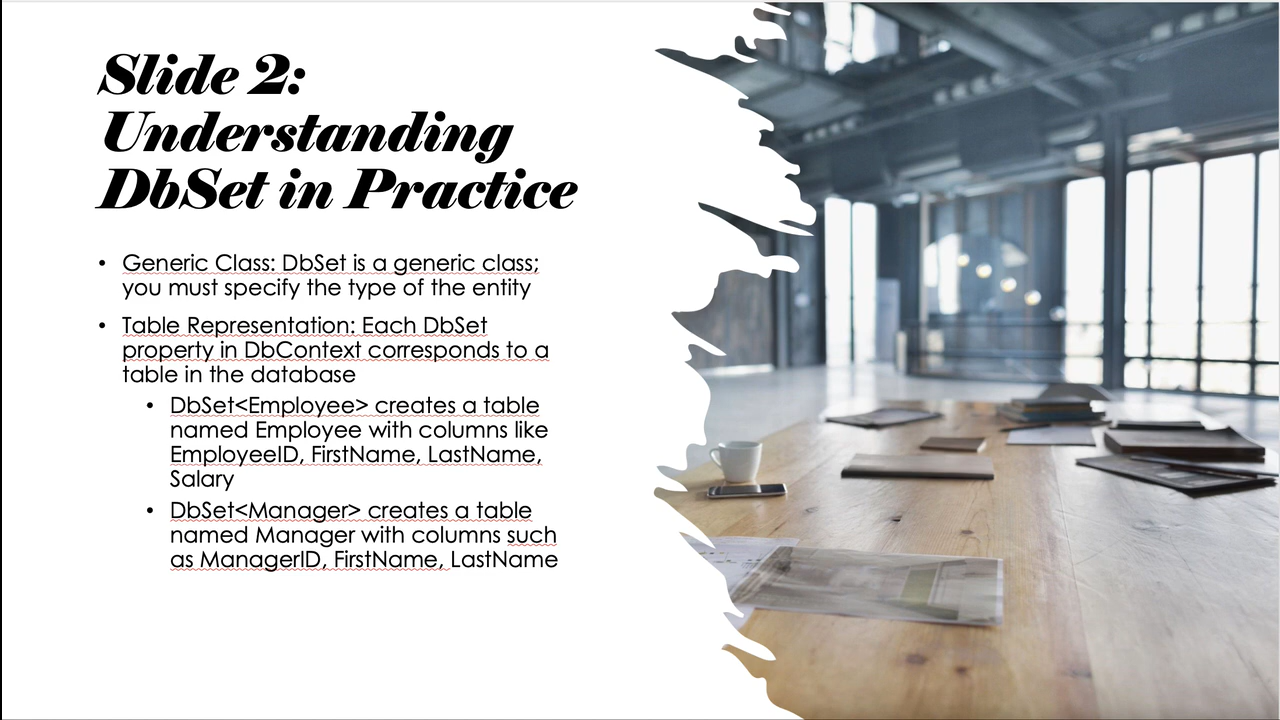 Slide 2:
Understanding
DbSet in Practice
• Generic Class: DbSet is a generic class;
you must specify the type of the entity
• Table Representation: Each DbSet
property in DbContext corresponds to a
table in the database
• DbSet<Employee> creates a table
named Employee with columns like
EmployeeID, FirstName, LastName,
Salary
• DbSet<Manager> creates a table
named Manager with columns such
as ManagerID, FirstName, LastName